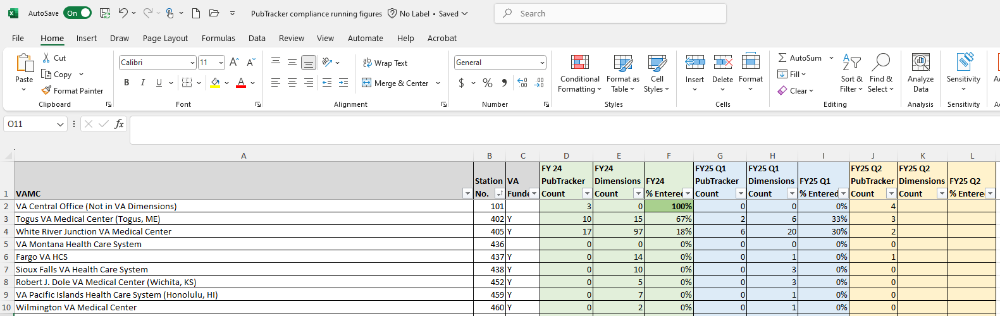 AutoSave On PubTracker compliance running figures No Label • Saved Search
File Home Insert Draw Page Layout Formulas Data Review View Automate Help Acrobat
Paste
Cut
Copy
Format Painter
Clipboard
Calibri 11
B I U
Font
Wrap Text
Merge & Center
Alignment
General
$ % ,
Number
Conditional Formatting
Format as Table
Cell Styles
Styles
Insert Delete Format
Cells
AutoSum
Fill
Clear
Sort & Filter
Find & Select
Editing
Analyze Data
Analysis
Sensitivity
Sensitivity
O11 fx
A B C D E F G H I J K L
1 VAMC Station No. VA Funde FY 24 PubTracker Count FY24 Dimensions Count FY24 % Entered FY25 Q1 PubTracker Count FY25 Q1 Dimensions Count FY25 Q1 % Entered FY25 Q2 PubTracker Count FY25 Q2 Dimensions Count FY25 Q2 % Entere
2 VA Central Office (Not in VA Dimensions) 101 3 0 100% 0 0 0% 4
3 Togus VA Medical Center (Togus, ME) 402 Y 10 15 67% 2 6 33% 3
4 White River Junction VA Medical Center 405 Y 17 97 18% 6 20 30% 2
5 VA Montana Health Care System 436 0 0 0% 0 0 0% 0
6 Fargo VA HCS 437 Y 0 14 0% 0 1 0% 1
7 Sioux Falls VA Health Care System 438 Y 0 10 0% 0 3 0% 0
8 Robert J. Dole VA Medical Center (Wichita, KS) 452 Y 0 5 0% 0 3 0% 0
9 VA Pacific Islands Health Care System (Honolulu, HI) 459 Y 0 7 0% 0 1 0% 0
10 Wilmington VA Medical Center 460 Y 0 2 0% 0 1 0% 0